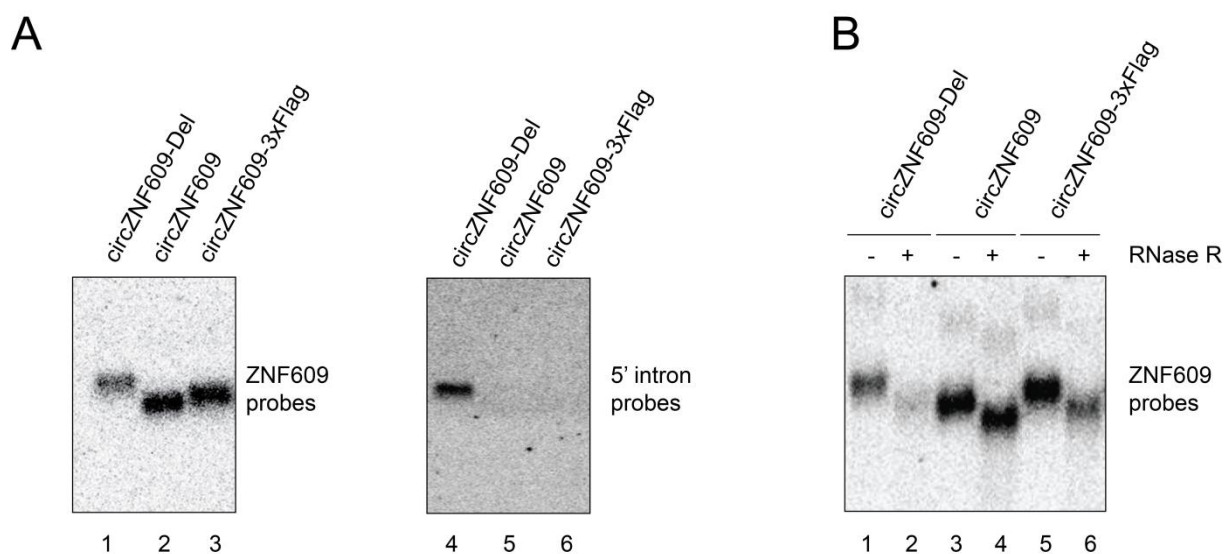 A
circZNF609-Del
circZNF609
circZNF609-3xFlag
ZNF609
probes
1 2 3
circZNF609-Del
circZNF609
circZNF609-3xFlag
5' intron
probes
4 5 6
B
circZNF609-Del
circZNF609
circZNF609-3xFlag
- + - + - + RNase R
ZNF609
probes
1 2 3 4 5 6